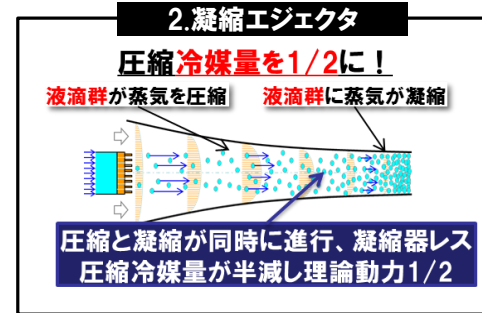 2.凝縮エジェクタ
圧縮冷媒量を1/2に!
液滴群が蒸気を圧縮
液滴群に蒸気が凝縮
圧縮と凝縮が同時に進行、凝縮器レス
圧縮冷媒量が半減し理論動力1/2